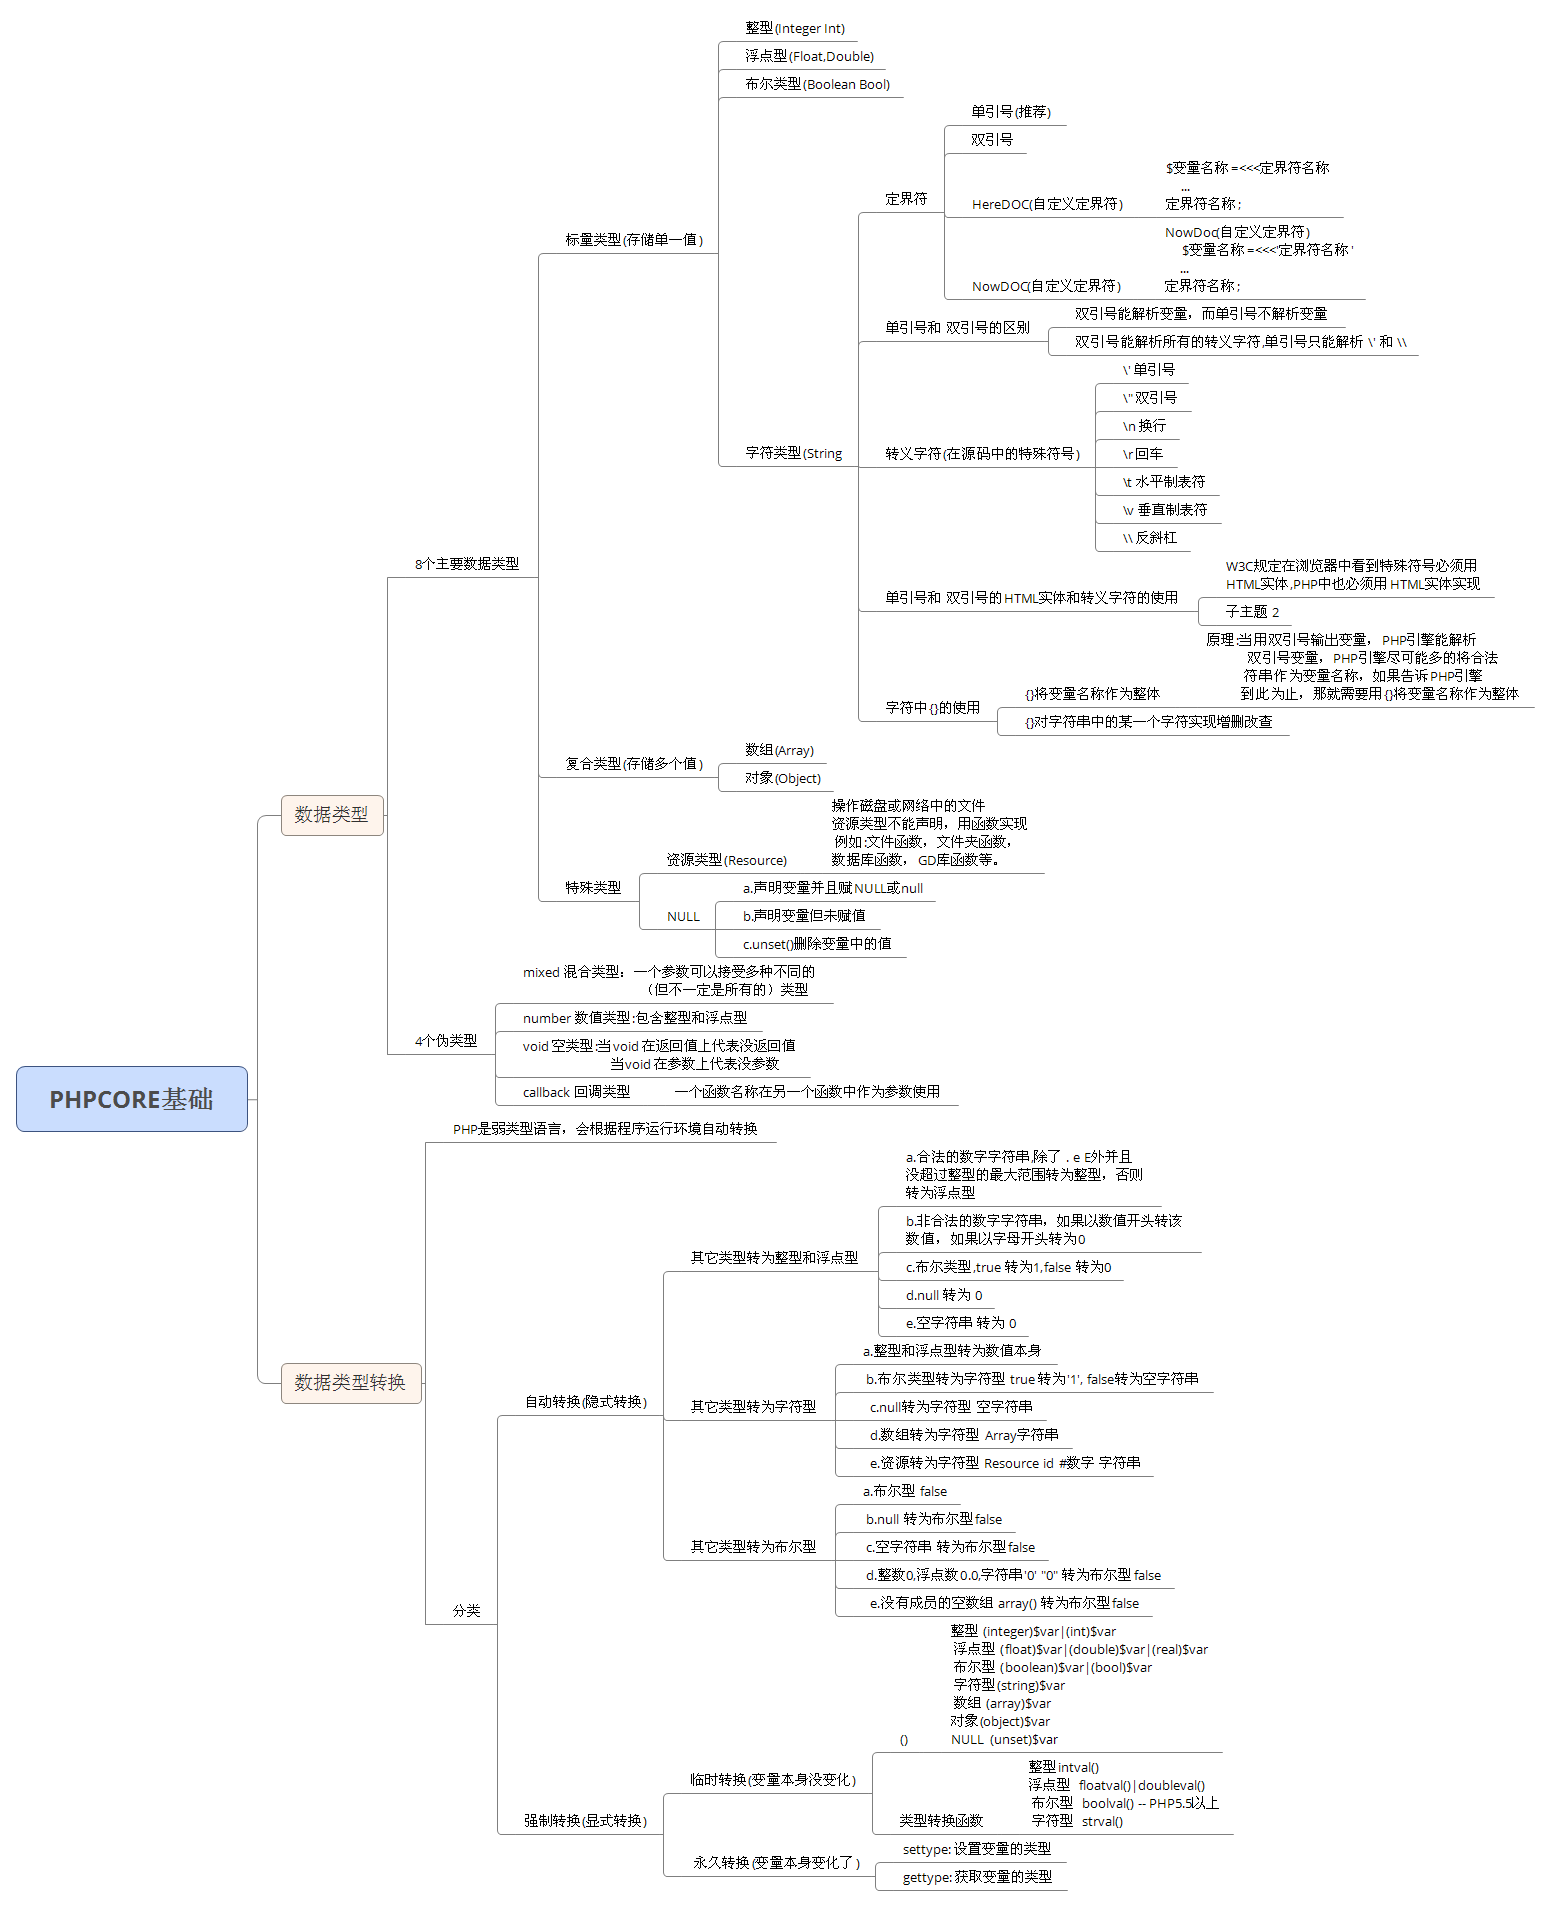 PHPCORE基础
数据类型
8个主要数据类型
标量类型(存储单一值)
整型(Integer Int)
浮点型(Float,Double)
布尔类型(Boolean Bool)
字符类型(String
定界符
单引号(推荐)
双引号
HereDOC(自定义定界符)
$变量名称=<<<定界符名称
...
定界符名称;
NowDOC(自定义定界符)
NowDoc(自定义定界符)
$变量名称=<<<'定界符名称'
...
定界符名称;
单引号和 双引号的区别
双引号能解析变量，而单引号不解析变量
双引号能解析所有的转义字符,单引号只能解析 \' 和 \\
转义字符(在源码中的特殊符号)
\' 单引号
\" 双引号
\n 换行
\r 回车
\t 水平制表符
\v 垂直制表符
\\ 反斜杠
单引号和 双引号的HTML实体和转义字符的使用
W3C规定在浏览器中看到特殊符号必须用
HTML实体,PHP中也必须用HTML实体实现
子主题 2
字符中{}的使用
{}将变量名称作为整体
原理:当用双引号输出变量，PHP引擎能解析
双引号变量，PHP引擎尽可能多的将合法
符串作为变量名称，如果告诉PHP引擎
到此为止，那就需要用{}将变量名称作为整体
{}对字符串中的某一个字符实现增删改查
复合类型(存储多个值)
数组(Array)
对象(Object)
特殊类型
资源类型(Resource)
操作磁盘或网络中的文件
资源类型不能声明，用函数实现
例如:文件函数，文件夹函数，
数据库函数，GD库函数等。
NULL
a.声明变量并且赋NULL或null
b.声明变量但未赋值
c.unset()删除变量中的值
4个伪类型
mixed 混合类型：一个参数可以接受多种不同的
（但不一定是所有的）类型
number 数值类型:包含整型和浮点型
void 空类型:当void 在返回值上代表没返回值
当void 在参数上代表没参数
callback 回调类型 一个函数名称在另一个函数中作为参数使用
数据类型转换
PHP是弱类型语言，会根据程序运行环境自动转换
分类
自动转换(隐式转换)
其它类型转为整型和浮点型
a.合法的数字字符串,除了 . e E外并且
没超过整型的最大范围转为整型，否则
转为浮点型
b.非合法的数字字符串，如果以数值开头转该
数值，如果以字母开头转为0
c.布尔类型,true 转为1,false 转为0
d.null 转为 0
e.空字符串 转为 0
其它类型转为字符型
a.整型和浮点型转为数值本身
b.布尔类型转为字符型 true转为'1', false转为空字符串
c.null转为字符型 空字符串
d.数组转为字符型 Array字符串
e.资源转为字符型 Resource id #数字 字符串
其它类型转为布尔型
a.布尔型 false
b.null 转为布尔型false
c.空字符串 转为布尔型false
d.整数0,浮点数0.0,字符串'0' "0" 转为布尔型 false
e.没有成员的空数组 array() 转为布尔型false
强制转换(显式转换)
临时转换(变量本身没变化)
()
整型 (integer)$var|(int)$var
浮点型 (float)$var|(double)$var|(real)$var
布尔型 (boolean)$var|(bool)$var
字符型(string)$var
数组 (array)$var
对象(object)$var
NULL (unset)$var
类型转换函数
整型intval()
浮点型 floatval()|doubleval()
布尔型 boolval() -- PHP5.5以上
字符型 strval()
永久转换(变量本身变化了)
settype: 设置变量的类型
gettype: 获取变量的类型